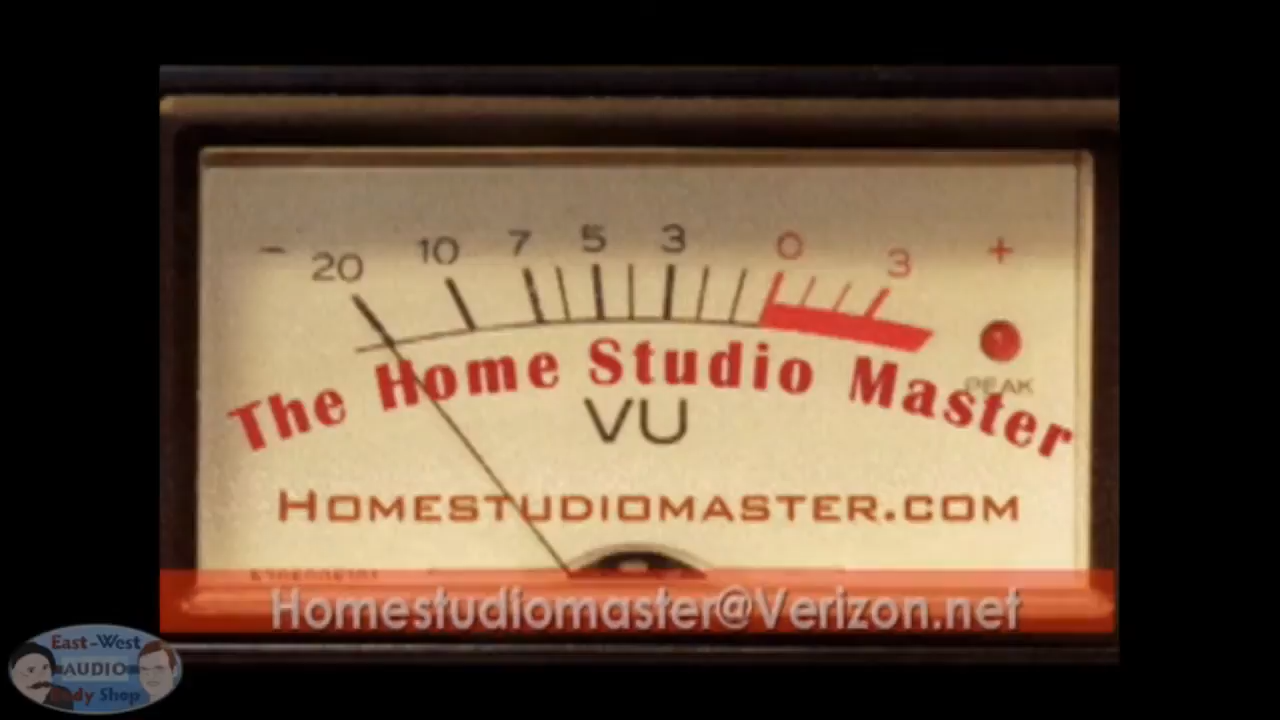 - 20 10 7 5 3 0 3 +
PEAK
The Home Studio Master
VU
HOMESTUDIOMASTER.COM
Homestudiomaster@Verizon.net
East-West
AUDIO
Body Shop